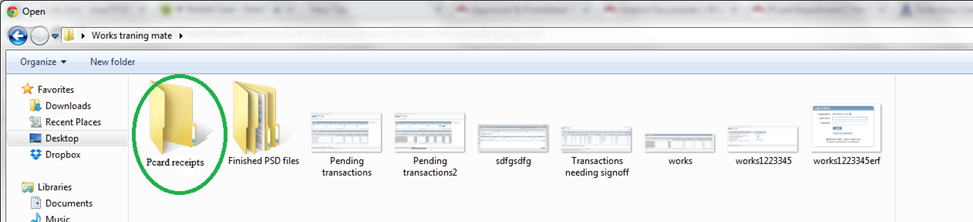 Open
Works traning mate
Organize
New folder
Favorites
Downloads
Recent Places
Desktop
Dropbox
Libraries
Documents
Music
Pcard receipts
Finished PSD files
Pending
transactions
Pending
transactions2
sdfgsdfg
Transactions
needing signoff
works
works1223345
works1223345erf